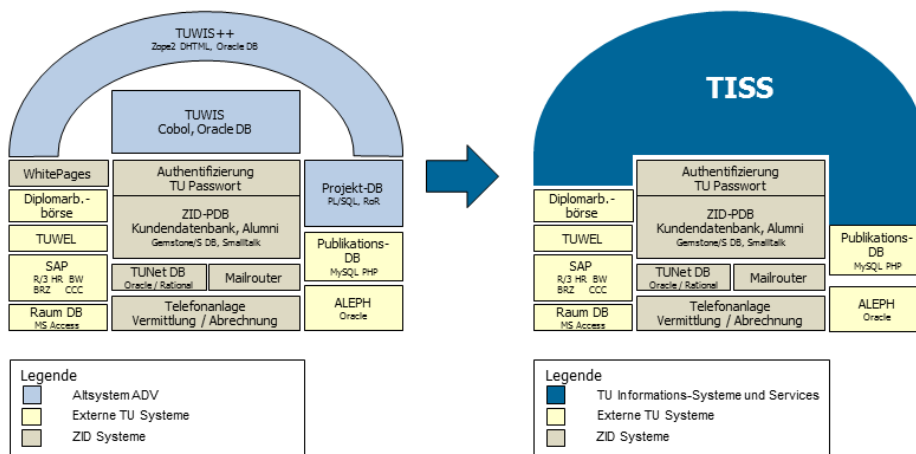 TUWIS++
Zope2 DHTML, Oracle DB
TUWIS
Cobol, Oracle DB
WhitePages
Authentifizierung
TU Passwort
Projekt-DB
PL/SQL, RoR
Diplomarb.-
börse
ZID-PDB
Kundendatenbank, Alumni
Gemstone/S DB, Smalltalk
TUWEL
Publikations-
DB
MySQL PHP
SAP
R/3 HR BW
BRZ CCC
TUNet DB
Oracle / Rational
Mailrouter
ALEPH
Oracle
Raum DB
MS Access
Telefonanlage
Vermittlung / Abrechnung
Legende
Altsystem ADV
Externe TU Systeme
ZID Systeme
TISS
Authentifizierung
TU Passwort
Diplomarb.-
börse
ZID-PDB
Kundendatenbank, Alumni
Gemstone/S DB, Smalltalk
TUWEL
Publikations-
DB
MySQL PHP
SAP
R/3 HR BW
BRZ CCC
TUNet DB
Oracle / Rational
Mailrouter
ALEPH
Oracle
Raum DB
MS Access
Telefonanlage
Vermittlung / Abrechnung
Legende
TU Informations-Systeme und Services
Externe TU Systeme
ZID Systeme